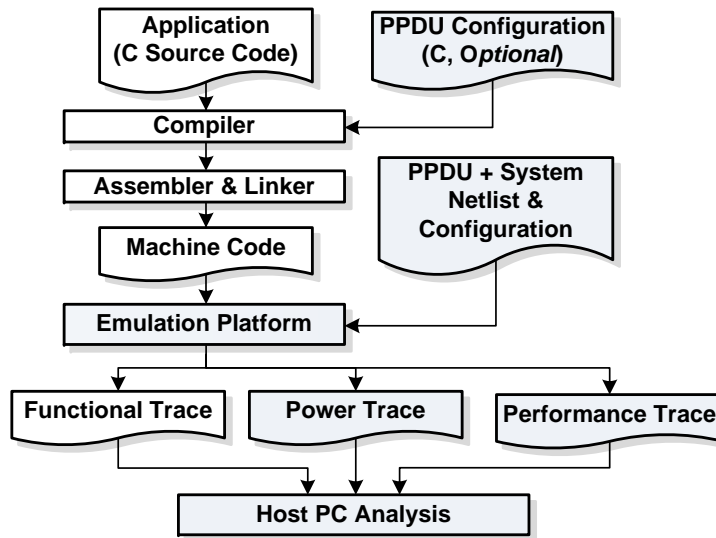 Application
(C Source Code)
PPDU Configuration
(C, Optional)
Compiler
Assembler & Linker
PPDU + System
Netlist &
Configuration
Machine Code
Emulation Platform
Functional Trace
Power Trace
Performance Trace
Host PC Analysis